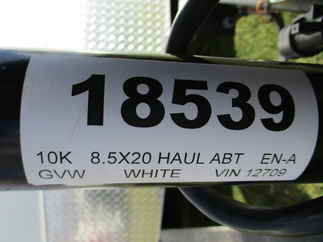 18539
10K 8.5X20 HAUL ABT EN-A
GVW WHITE VIN 12709